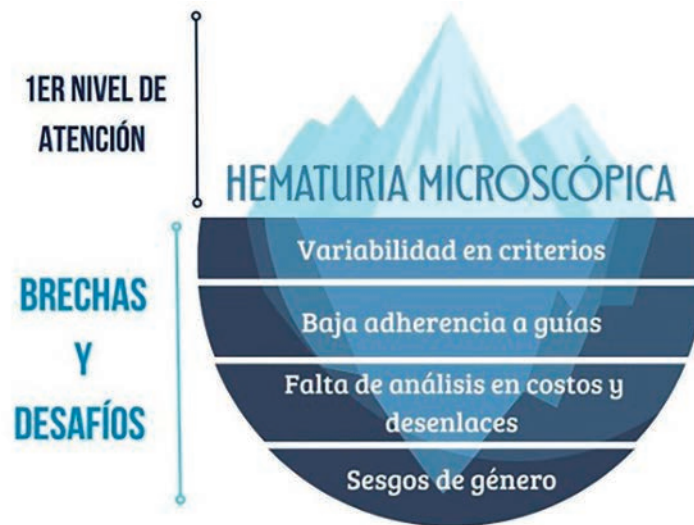 1ER NIVEL DE
ATENCIÓN
HEMATURIA MICROSCÓPICA
BRECHAS
Y
DESAFÍOS
Variabilidad en criterios
Baja adherencia a guías
Falta de análisis en costos y
desenlaces
Sesgos de género